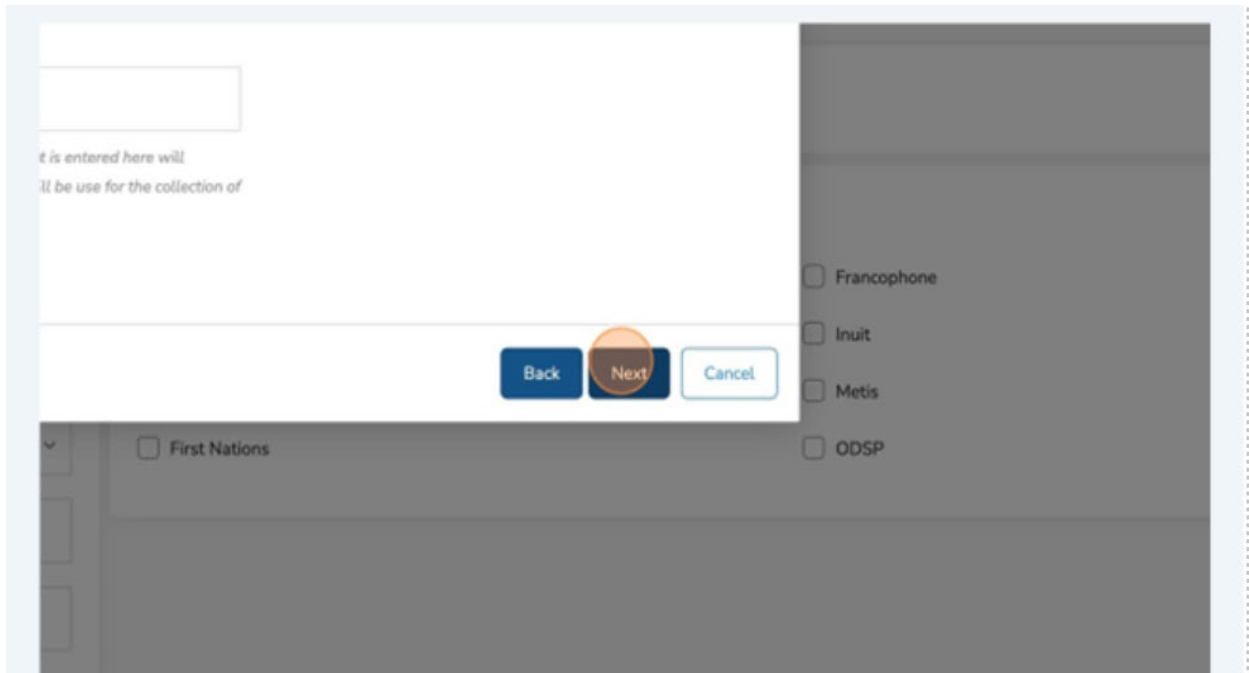 t is entered here will
ll be use for the collection of
Francophone
Inuit
Back Next Cancel
Metis
First Nations
ODSP